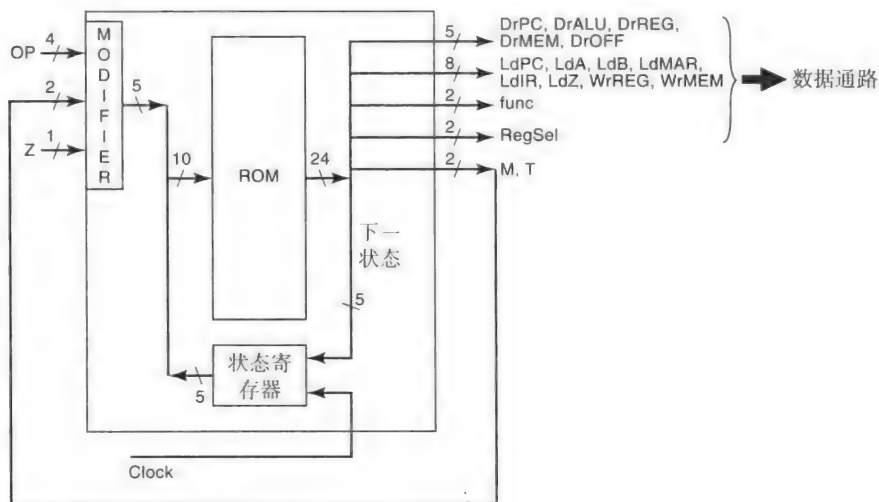 OP
4
2
Z
1
MODIFIER
5
10
ROM
24
5
DrPC, DrALU, DrREG,
DrMEM, DrOFF
8
LdPC, LdA, LdB, LdMAR,
LdIR, LdZ, WrREG, WrMEM
2
func
2
RegSel
2
M, T
数据通路
下一
状态
5
状态寄
存器
5
Clock